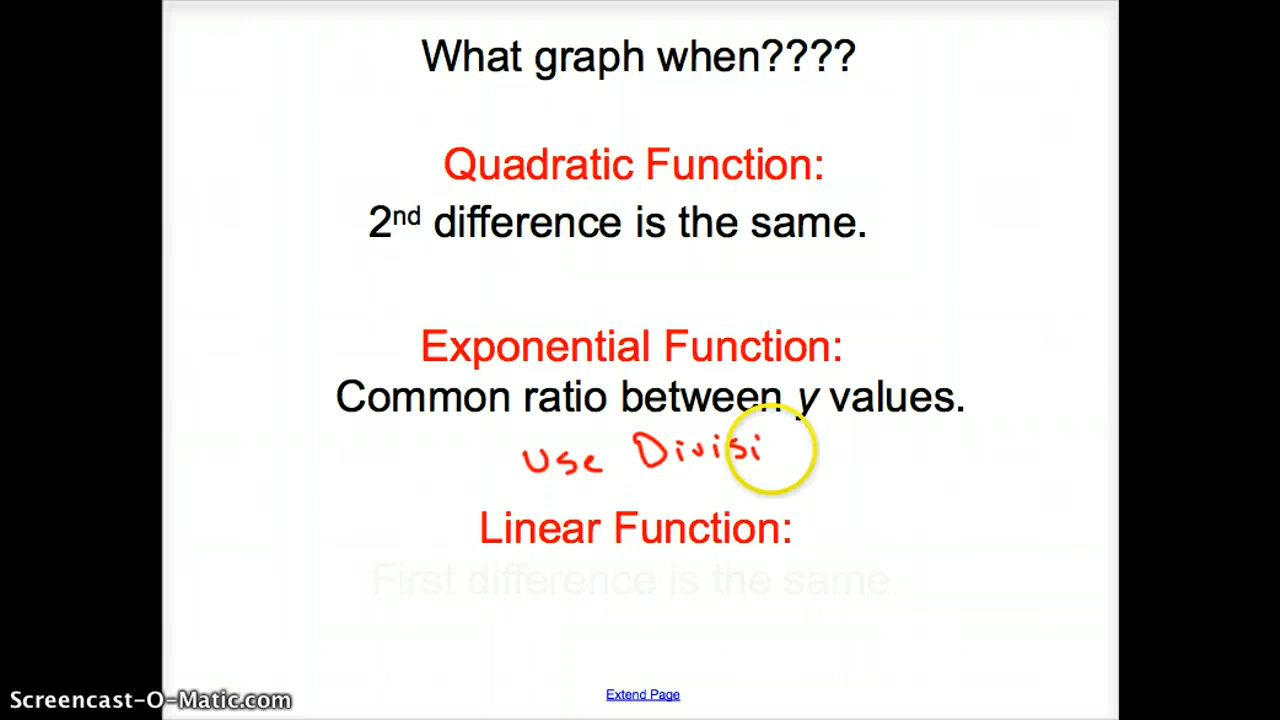 What graph when????
Quadratic Function:
2nd difference is the same.
Exponential Function:
Common ratio between y values.
use Divisi
Linear Function:
First difference is the same.
Extend Page
Screencast-O-Matic.com